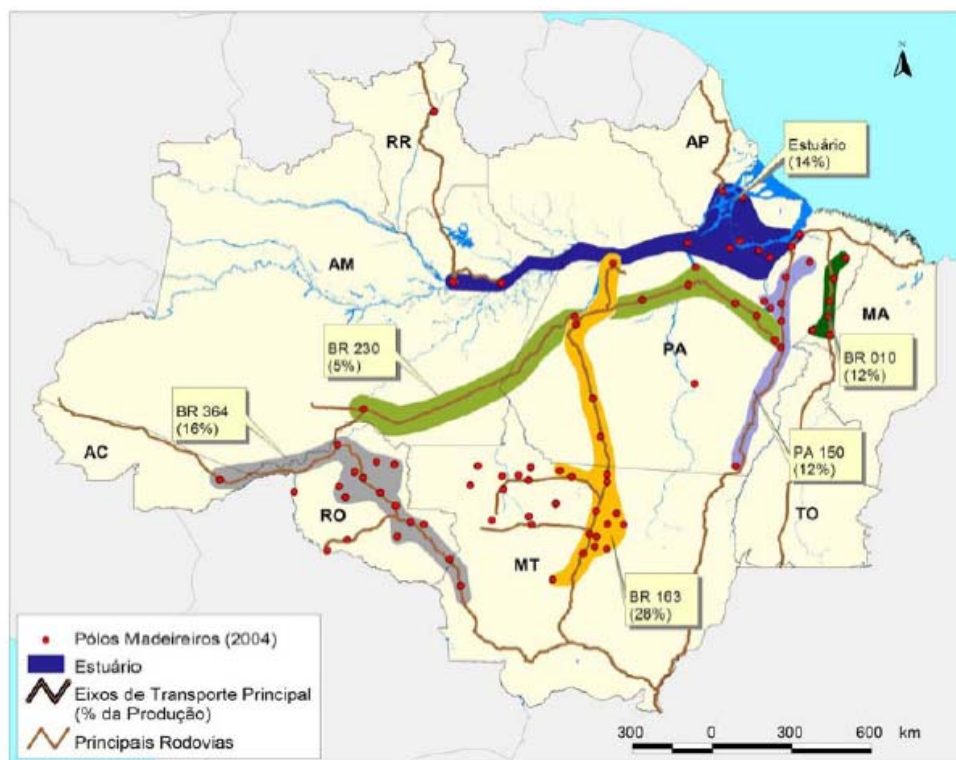 N
RR
AP
Estuário
(14%)
AM
MA
BR 230
(5%)
PA
BR 010
(12%)
BR 364
(16%)
AC
PA 150
(12%)
RO
TO
MT
BR 163
(28%)
Pólos Madeireiros (2004)
Estuário
Eixos de Transporte Principal
(% da Produção)
Principais Rodovias
300 0 300 600 km